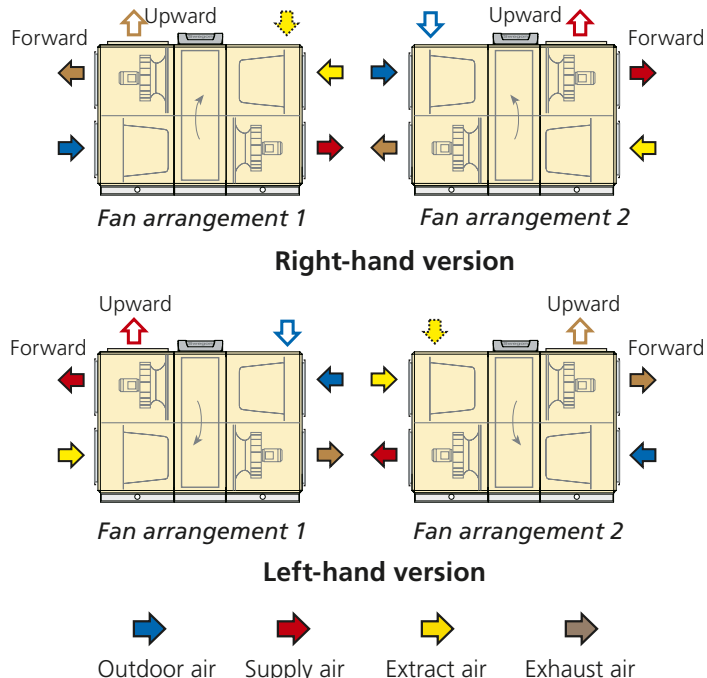 Upward
Upward
Forward
Forward
Fan arrangement 1
Fan arrangement 2
Right-hand version
Upward
Upward
Forward
Forward
Fan arrangement 1
Fan arrangement 2
Left-hand version
Outdoor air
Supply air
Extract air
Exhaust air